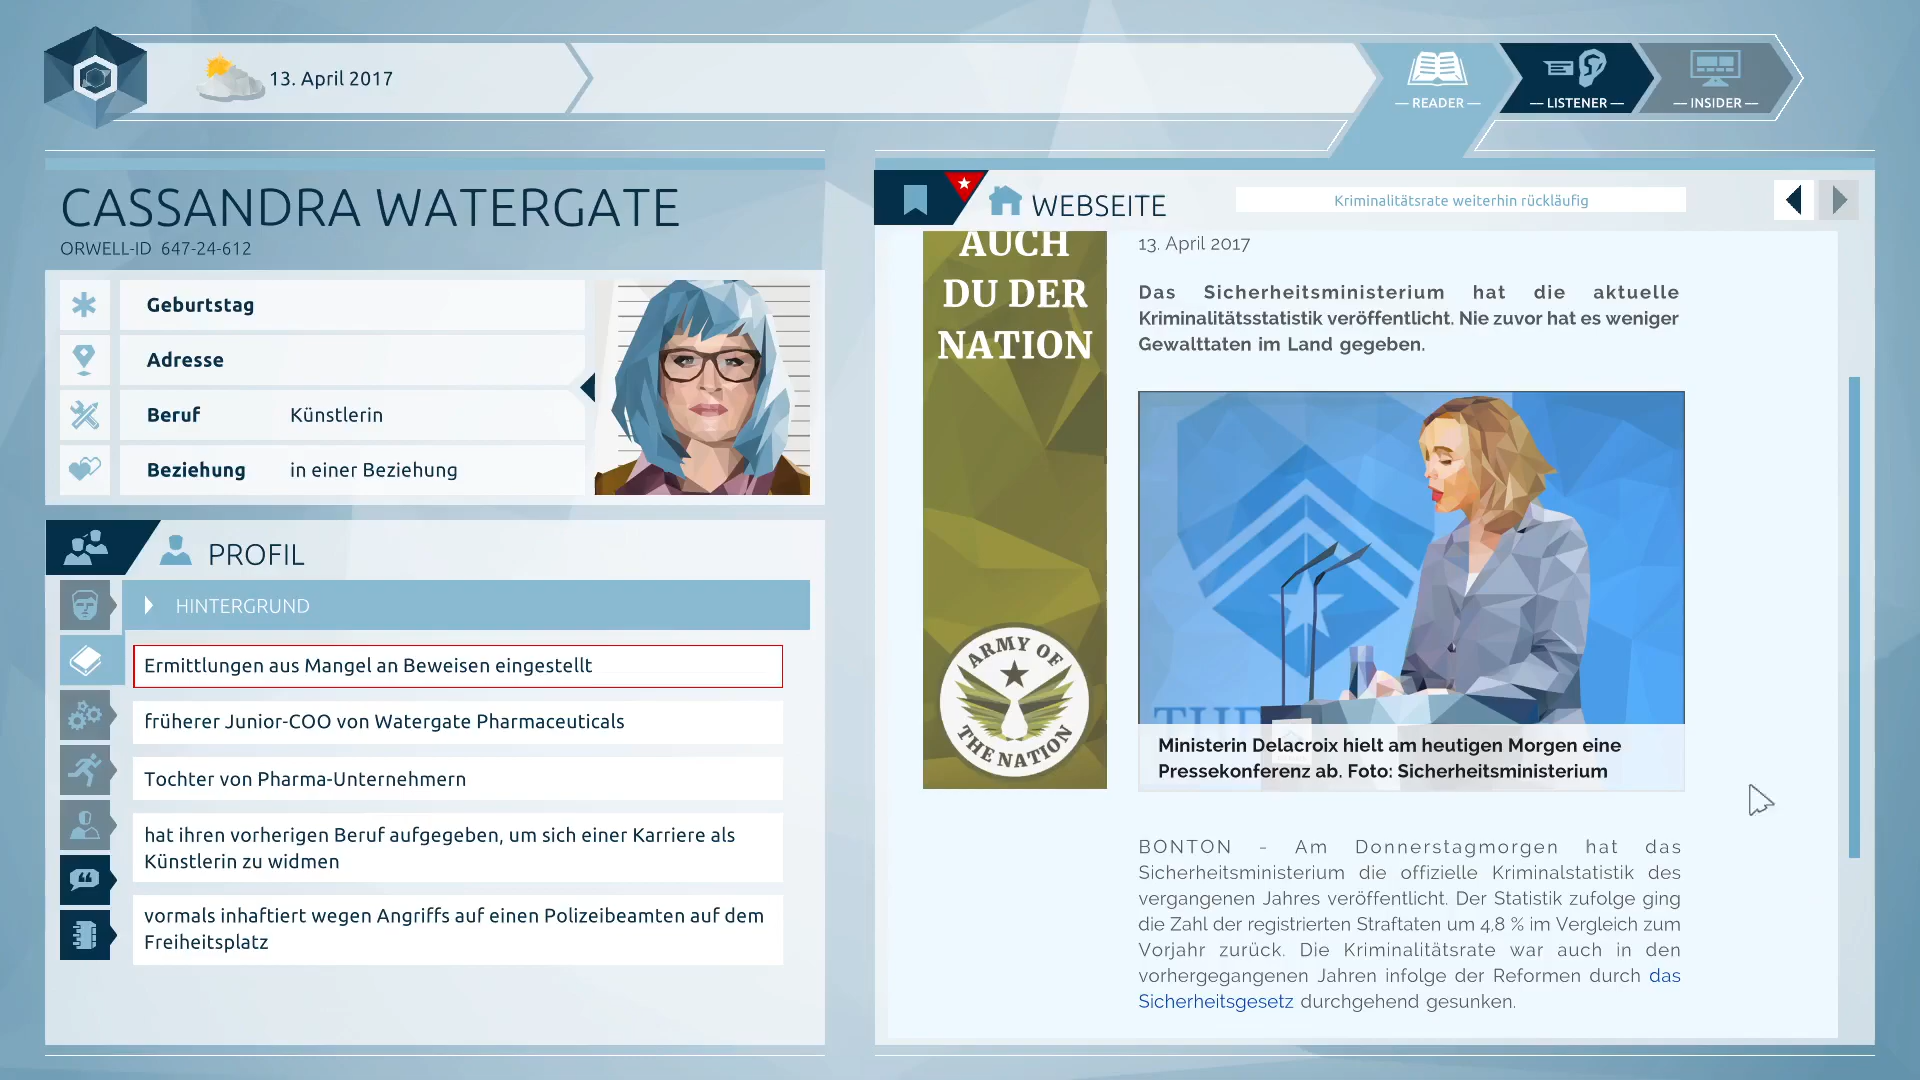 13. April 2017
— READER —
— LISTENER —
— INSIDER —
CASSANDRA WATERGATE
ORWELL-ID 647-24-612
Geburtstag
Adresse
Beruf Künstlerin
Beziehung in einer Beziehung
PROFIL
HINTERGRUND
Ermittlungen aus Mangel an Beweisen eingestellt
früherer Junior-COO von Watergate Pharmaceuticals
Tochter von Pharma-Unternehmern
hat ihren vorherigen Beruf aufgegeben, um sich einer Karriere als
Künstlerin zu widmen
vormals inhaftiert wegen Angriffs auf einen Polizeibeamten auf dem
Freiheitsplatz
WEBSEITE
Kriminalitätsrate weiterhin rückläufig
AUCH
DU DER
NATION
ARMY OF
THE NATION
13. April 2017
Das Sicherheitsministerium hat die aktuelle
Kriminalitätsstatistik veröffentlicht. Nie zuvor hat es weniger
Gewalttaten im Land gegeben.
THE
Ministerin Delacroix hielt am heutigen Morgen eine
Pressekonferenz ab. Foto: Sicherheitsministerium
BONTON - Am Donnerstagmorgen hat das
Sicherheitsministerium die offizielle Kriminalstatistik des
vergangenen Jahres veröffentlicht. Der Statistik zufolge ging
die Zahl der registrierten Straftaten um 4,8 % im Vergleich zum
Vorjahr zurück. Die Kriminalitätsrate war auch in den
vorhergegangenen Jahren infolge der Reformen durch das
Sicherheitsgesetz durchgehend gesunken.